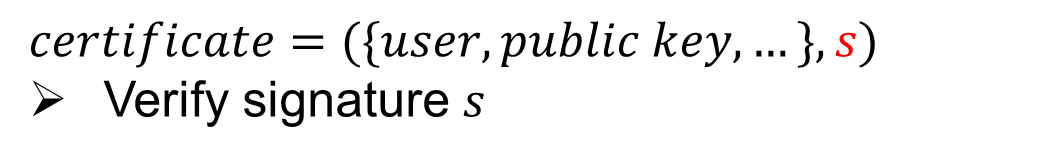 certificate = ({user, public key, ... }, s)
➢ Verify signature s